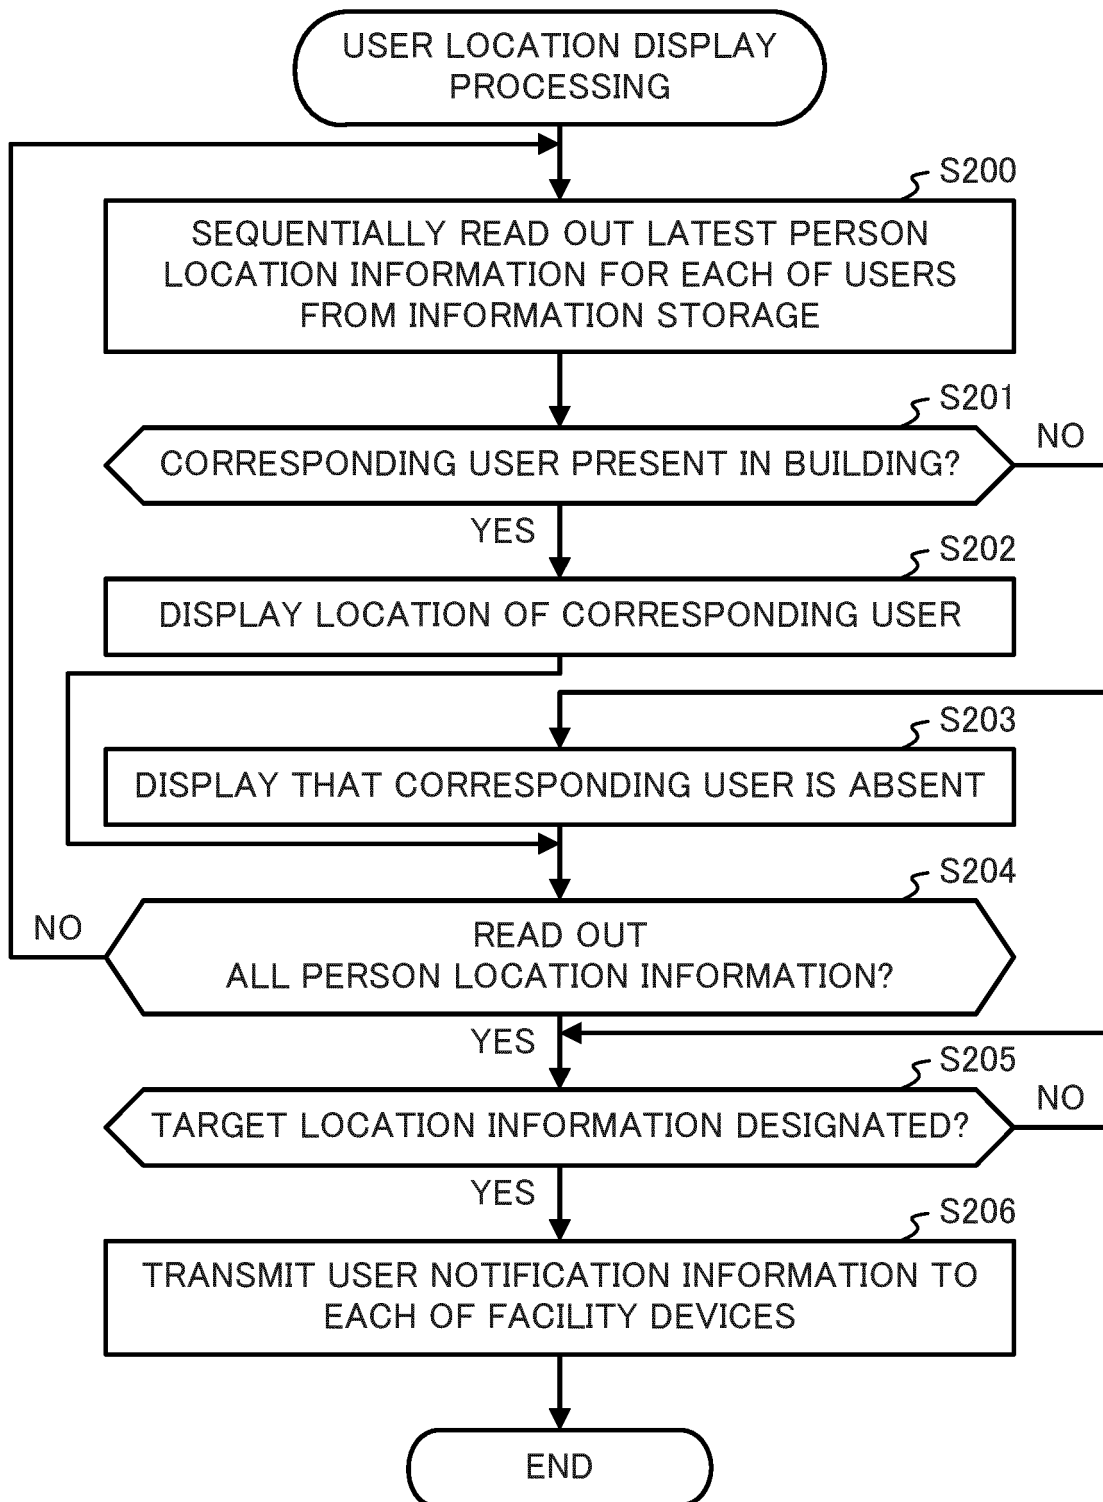 USER LOCATION DISPLAY
PROCESSING
S200
SEQUENTIALLY READ OUT LATEST PERSON
LOCATION INFORMATION FOR EACH OF USERS
FROM INFORMATION STORAGE
S201
CORRESPONDING USER PRESENT IN BUILDING?
NO
YES
S202
DISPLAY LOCATION OF CORRESPONDING USER
S203
DISPLAY THAT CORRESPONDING USER IS ABSENT
S204
NO
READ OUT
ALL PERSON LOCATION INFORMATION?
YES
S205
TARGET LOCATION INFORMATION DESIGNATED?
NO
YES
S206
TRANSMIT USER NOTIFICATION INFORMATION TO
EACH OF FACILITY DEVICES
END